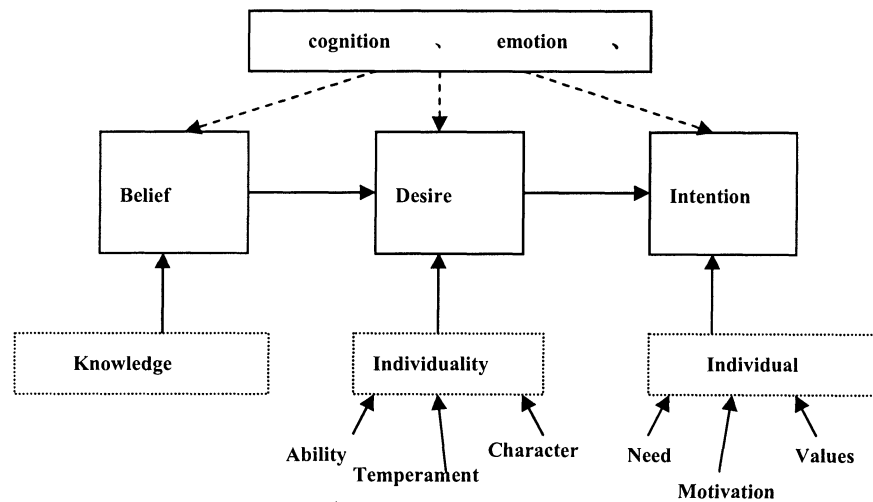 cognition 、 emotion 、
Belief
Desire
Intention
Knowledge
Individuality
Individual
Ability
Temperament
Character
Need
Motivation
Values